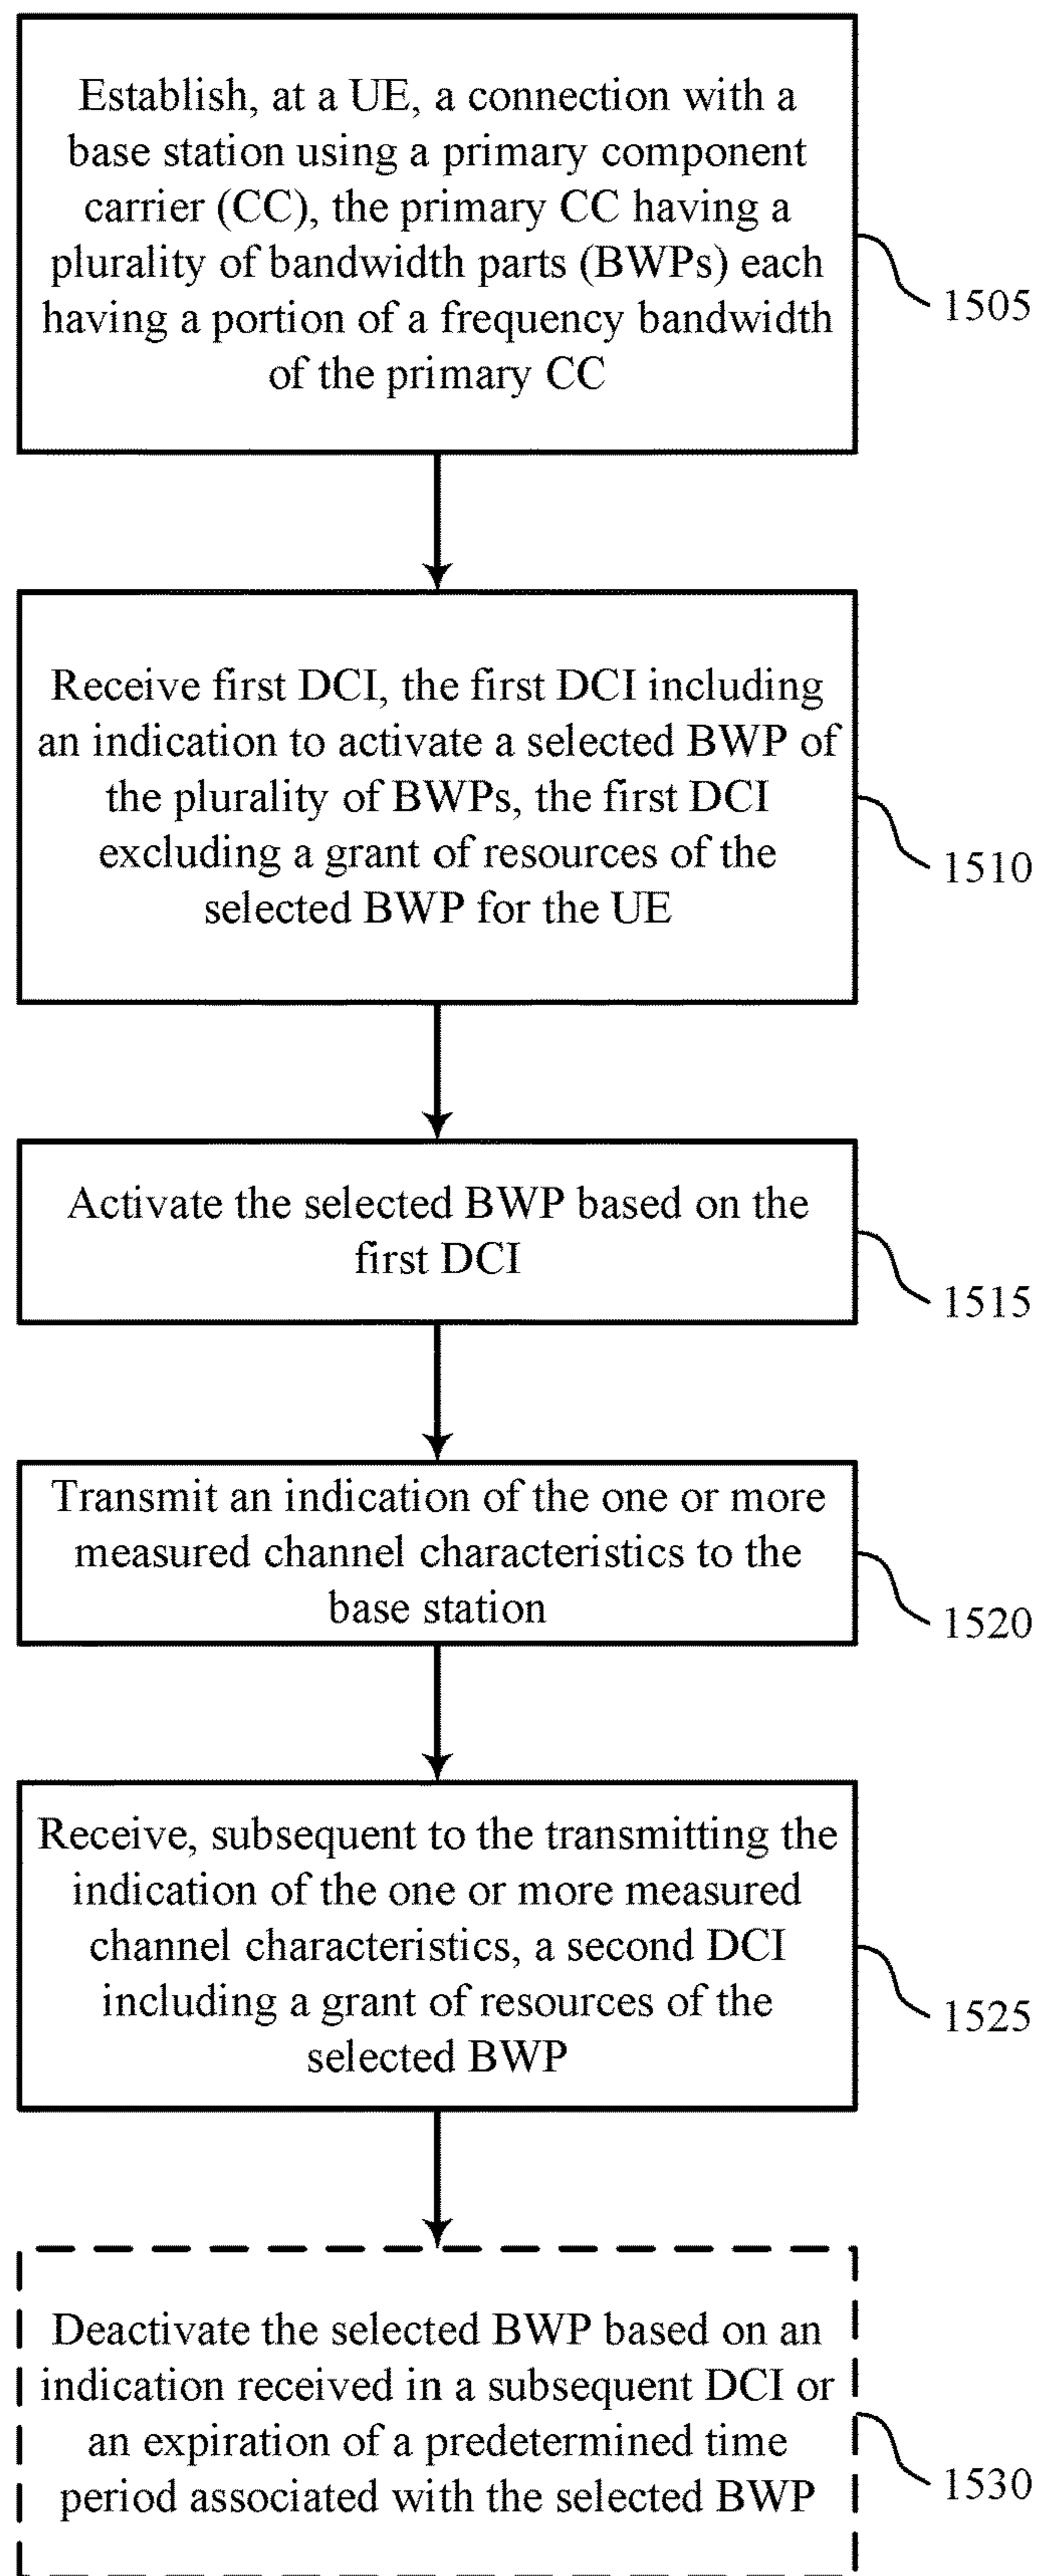 Establish, at a UE, a connection with a
base station using a primary component
carrier (CC), the primary CC having a
plurality of bandwidth parts (BWPs) each
having a portion of a frequency bandwidth
of the primary CC
1505
Receive first DCI, the first DCI including
an indication to activate a selected BWP of
the plurality of BWPs, the first DCI
excluding a grant of resources of the
selected BWP for the UE
1510
Activate the selected BWP based on the
first DCI
1515
Transmit an indication of the one or more
measured channel characteristics to the
base station
1520
Receive, subsequent to the transmitting the
indication of the one or more measured
channel characteristics, a second DCI
including a grant of resources of the
selected BWP
1525
Deactivate the selected BWP based on an
indication received in a subsequent DCI or
an expiration of a predetermined time
period associated with the selected BWP
1530